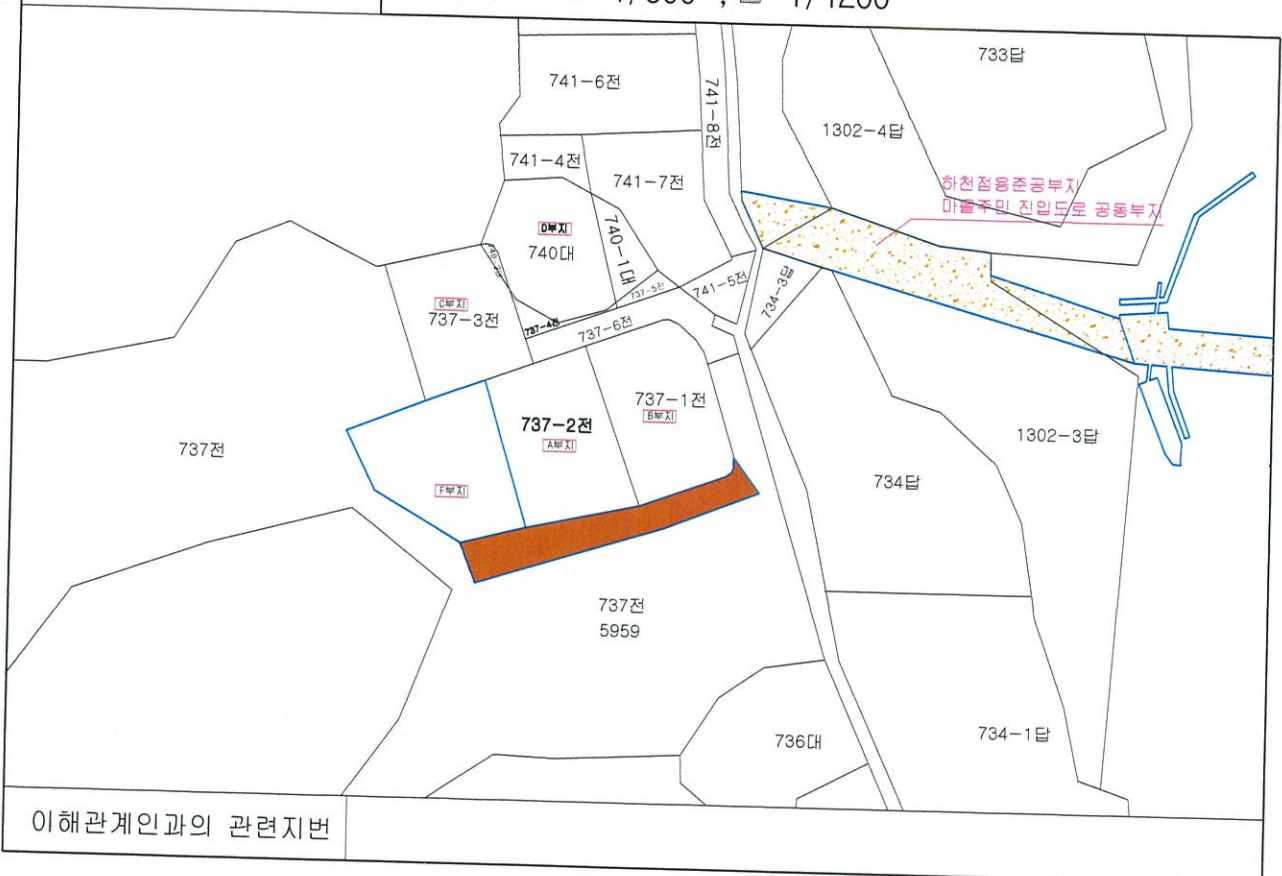 1/1200
733답
741-6전
741-8전
1302-4답
741-4전
741-7전
하천점용준공부지
마을주민 진입도로 공동부지
D부지
740대
740-1대
737-5전
741-5전
734-3답
C부지
737-3전
737-4전
737-6전
737-1전
B부지
737-2전
A부지
737전
F부지
1302-3답
734답
737전
5959
736대
734-1답
이해관계인과의 관련지번